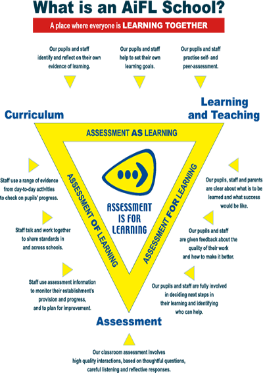 What is an AiFL School?
A place where everyone is LEARNING TOGETHER
Our pupils and staff
identify and reflect on their own
evidence of learning.
Our pupils and staff
help to set their own
learning goals.
Our pupils and staff
practise self- and
peer-assessment.
Curriculum
Learning
and Teaching
ASSESSMENT AS LEARNING
ASSESSMENT OF LEARNING
ASSESSMENT FOR LEARNING
ASSESSMENT
IS FOR
LEARNING
Staff use a range of evidence
from day-to-day activities
to check on pupils' progress.
Staff talk and work together
to share standards in
and across schools.
Staff use assessment information
to monitor their establishment's
provision and progress,
and to plan for improvement.
Our pupils, staff and parents
are clear about what is to be
learned and what success
would be like.
Our pupils and staff
are given feedback about the
quality of their work
and how to make it better.
Our pupils and staff are fully involved
in deciding next steps in
their learning and identifying
who can help.
Assessment
Our classroom assessment involves
high quality interactions, based on thoughtful questions,
careful listening and reflective responses.